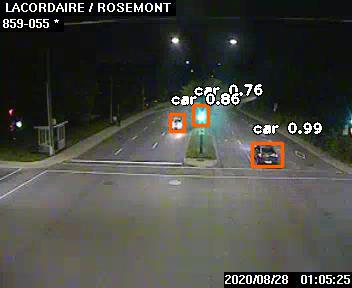 LACORDAIRE / ROSEMONT
859-055 *
car 0.76
car 0.86
car 0.99
2020/08/28 01:05:25